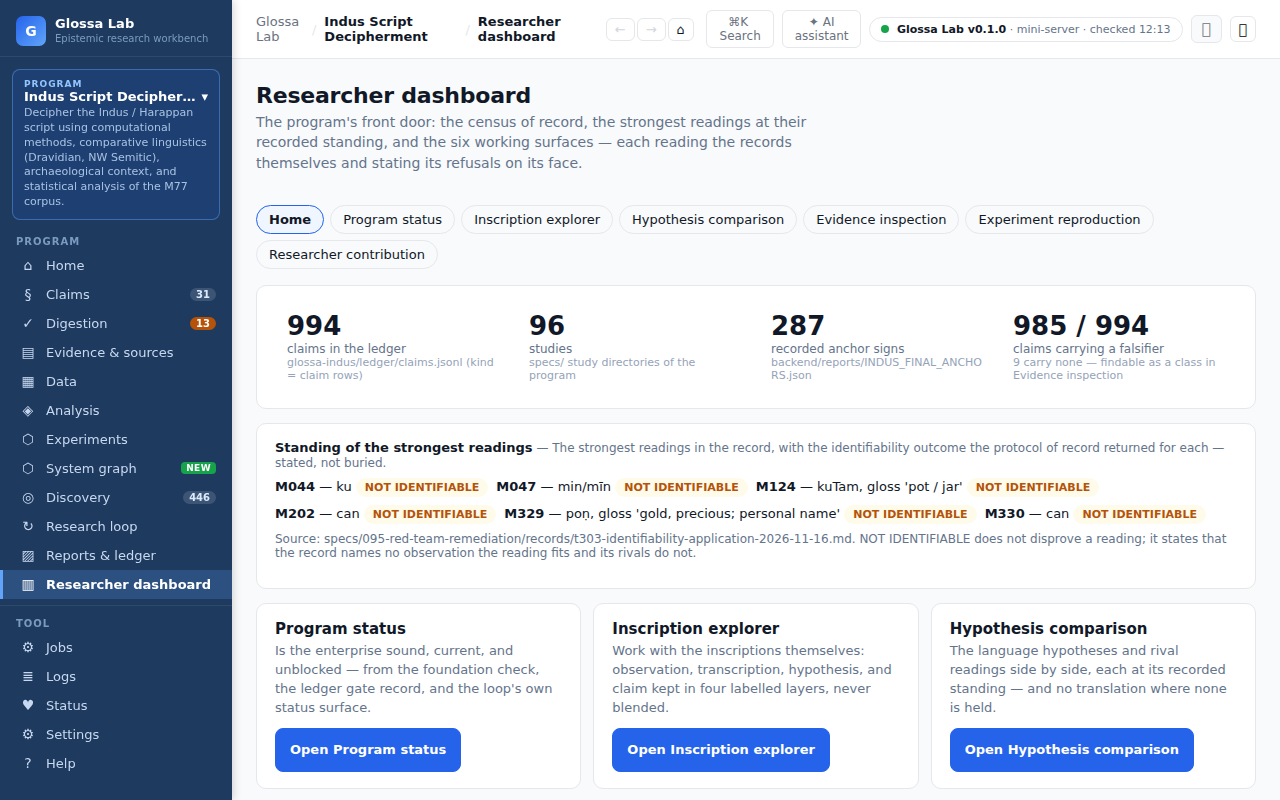 G
Glossa Lab
Epistemic research workbench
PROGRAM
Indus Script Decipher… ▾
Decipher the Indus / Harappan
script using computational
methods, comparative linguistics
(Dravidian, NW Semitic),
archaeological context, and
statistical analysis of the M77
corpus.
PROGRAM
⌂ Home
§ Claims 31
✓ Digestion 13
▤ Evidence & sources
▦ Data
◈ Analysis
⬡ Experiments
⬡ System graph NEW
◎ Discovery 446
↻ Research loop
▨ Reports & ledger
▥ Researcher dashboard
TOOL
⚙ Jobs
≣ Logs
♥ Status
⚙ Settings
? Help
Glossa Lab / Indus Script Decipherment / Researcher dashboard
← → ⌂
⌘K Search
✦ AI assistant
Glossa Lab v0.1.0 · mini-server · checked 12:13
Researcher dashboard
The program's front door: the census of record, the strongest readings at their
recorded standing, and the six working surfaces — each reading the records
themselves and stating its refusals on its face.
Home Program status Inscription explorer Hypothesis comparison Evidence inspection Experiment reproduction
Researcher contribution
994
claims in the ledger
glossa-indus/ledger/claims.jsonl (kind
= claim rows)
96
studies
specs/ study directories of the
program
287
recorded anchor signs
backend/reports/INDUS_FINAL_ANCHO
RS.json
985 / 994
claims carrying a falsifier
9 carry none — findable as a class in
Evidence inspection
Standing of the strongest readings — The strongest readings in the record, with the identifiability outcome the protocol of record returned for each —
stated, not buried.
M044 — ku NOT IDENTIFIABLE M047 — min/mīn NOT IDENTIFIABLE M124 — kuTam, gloss 'pot / jar' NOT IDENTIFIABLE
M202 — can NOT IDENTIFIABLE M329 — poṇ, gloss 'gold, precious; personal name' NOT IDENTIFIABLE M330 — can NOT IDENTIFIABLE
Source: specs/095-red-team-remediation/records/t303-identifiability-application-2026-11-16.md. NOT IDENTIFIABLE does not disprove a reading; it states that
the record names no observation the reading fits and its rivals do not.
Program status
Is the enterprise sound, current, and
unblocked — from the foundation check,
the ledger gate record, and the loop's own
status surface.
Open Program status
Inscription explorer
Work with the inscriptions themselves:
observation, transcription, hypothesis, and
claim kept in four labelled layers, never
blended.
Open Inscription explorer
Hypothesis comparison
The language hypotheses and rival
readings side by side, each at its recorded
standing — and no translation where none
is held.
Open Hypothesis comparison